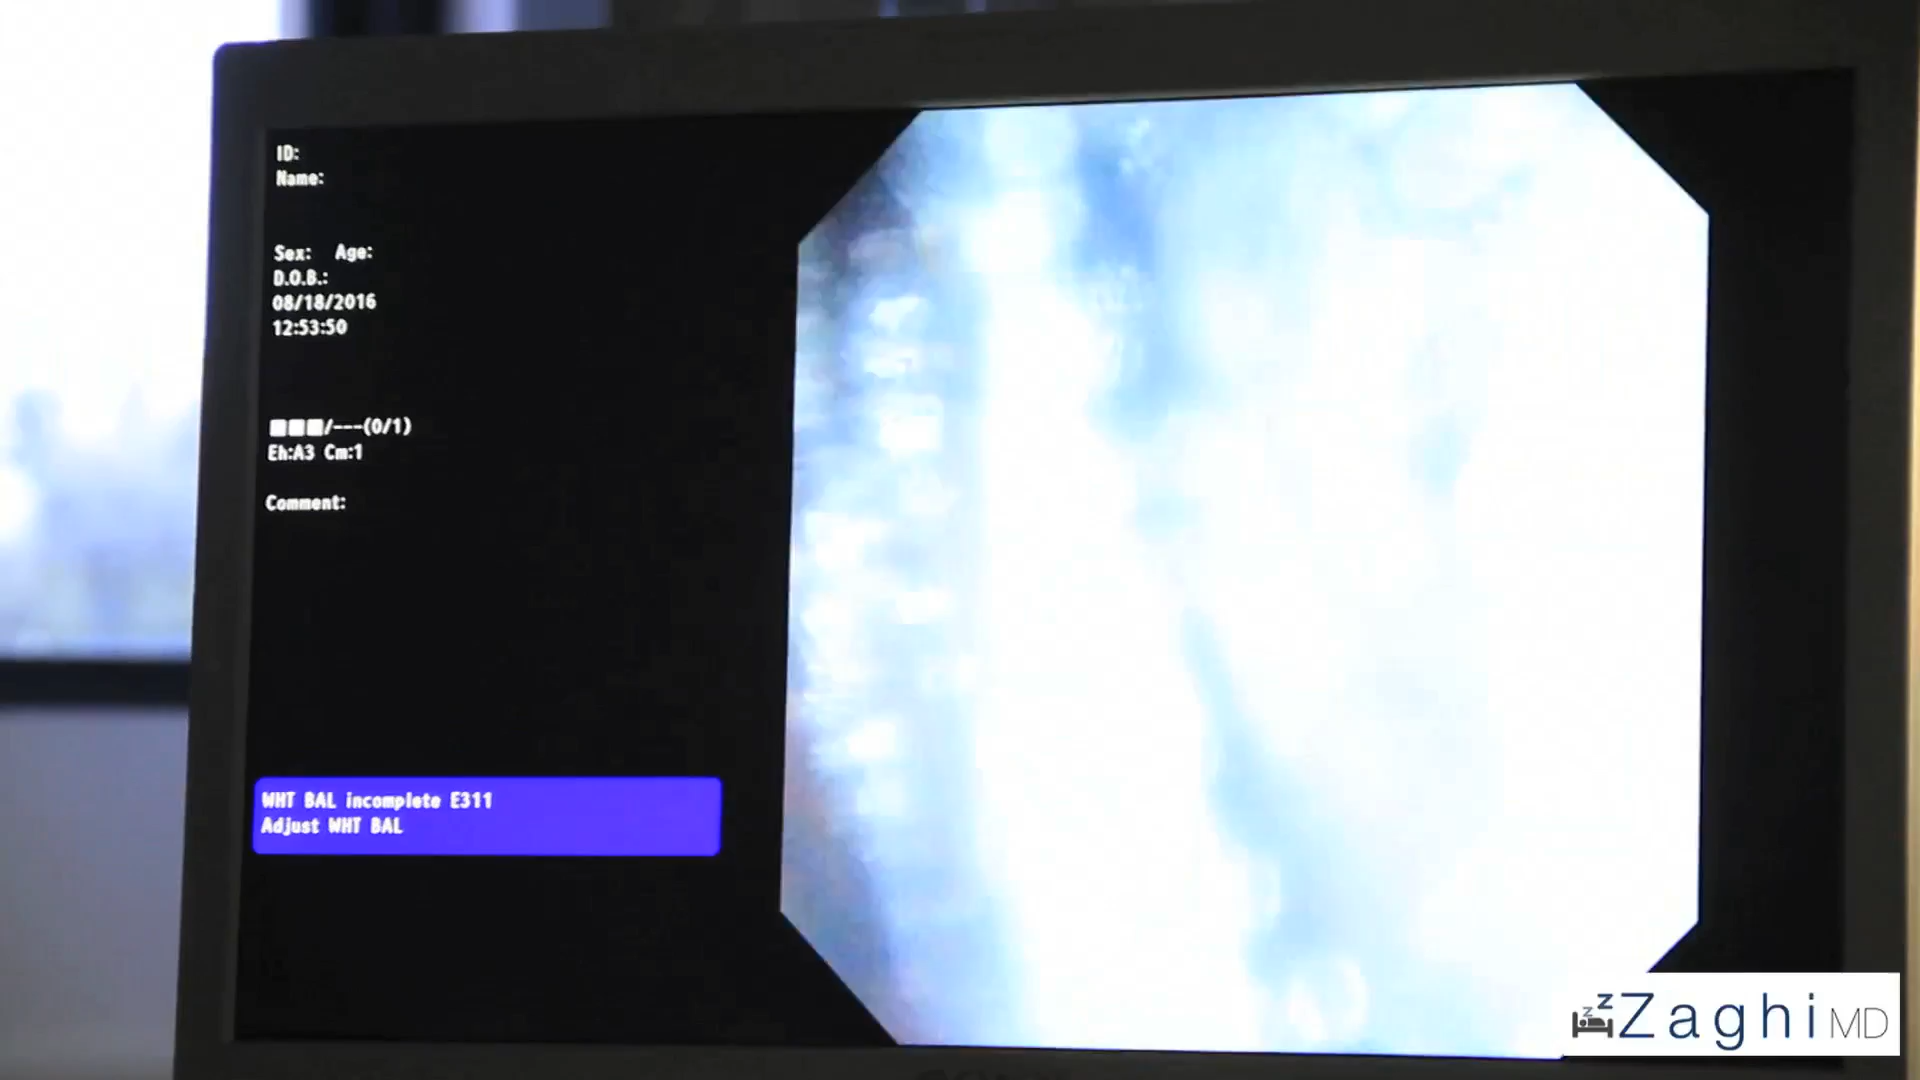 ID:
Name:
Sex: Age:
D.O.B.:
08/18/2016
12:53:50
■■■/---(0/1)
Eh:A3 Cm:1
Comment:
WHT BAL incomplete E311
Adjust WHT BAL
zzZaghiMD